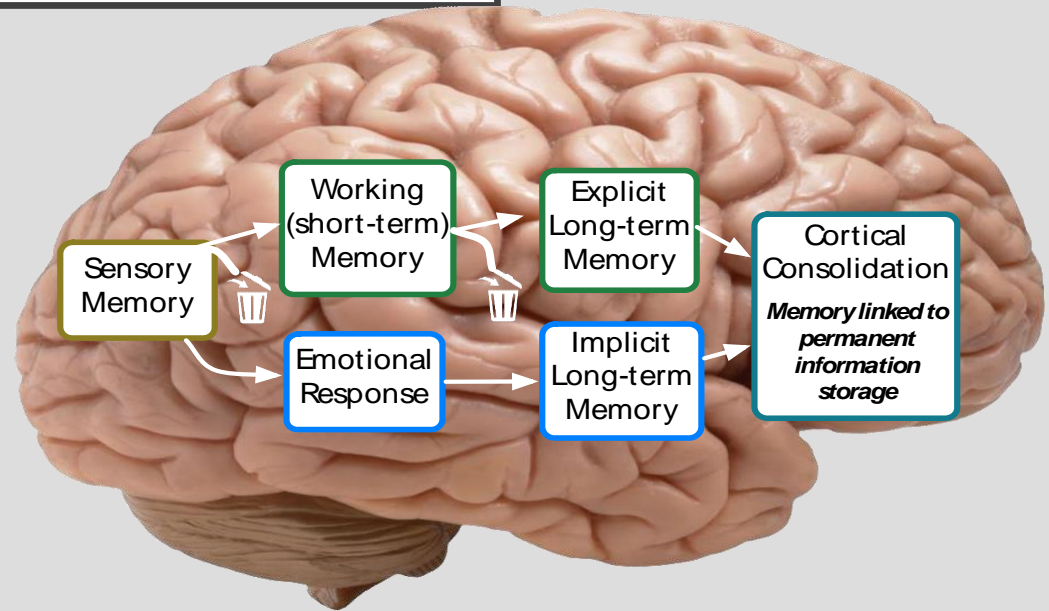 Sensory
Memory
Working
(short-term)
Memory
Emotional
Response
Explicit
Long-term
Memory
Implicit
Long-term
Memory
Cortical
Consolidation
Memory linked to
permanent
information
storage